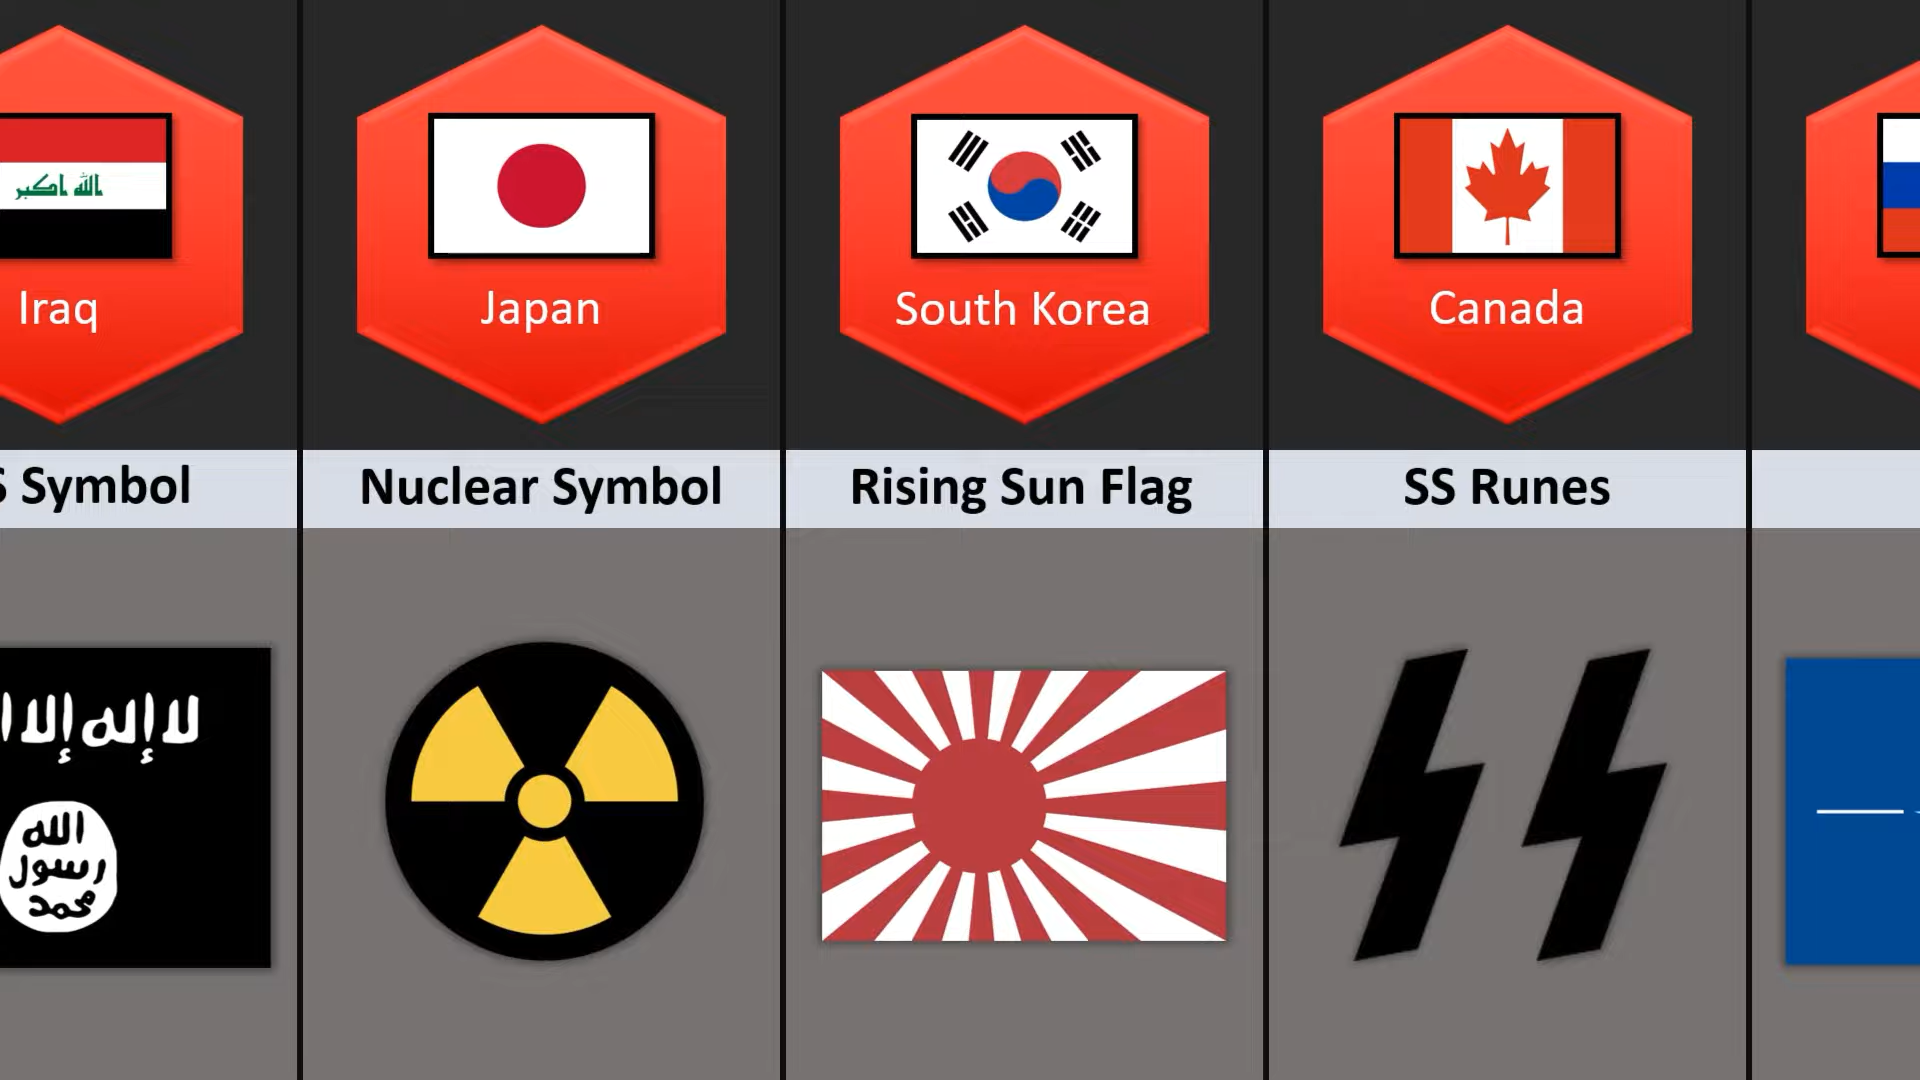 الله اكبر
Iraq
Japan
South Korea
Canada
S Symbol
Nuclear Symbol
Rising Sun Flag
SS Runes
لا إله إلا ا
الله
رسول
محمد